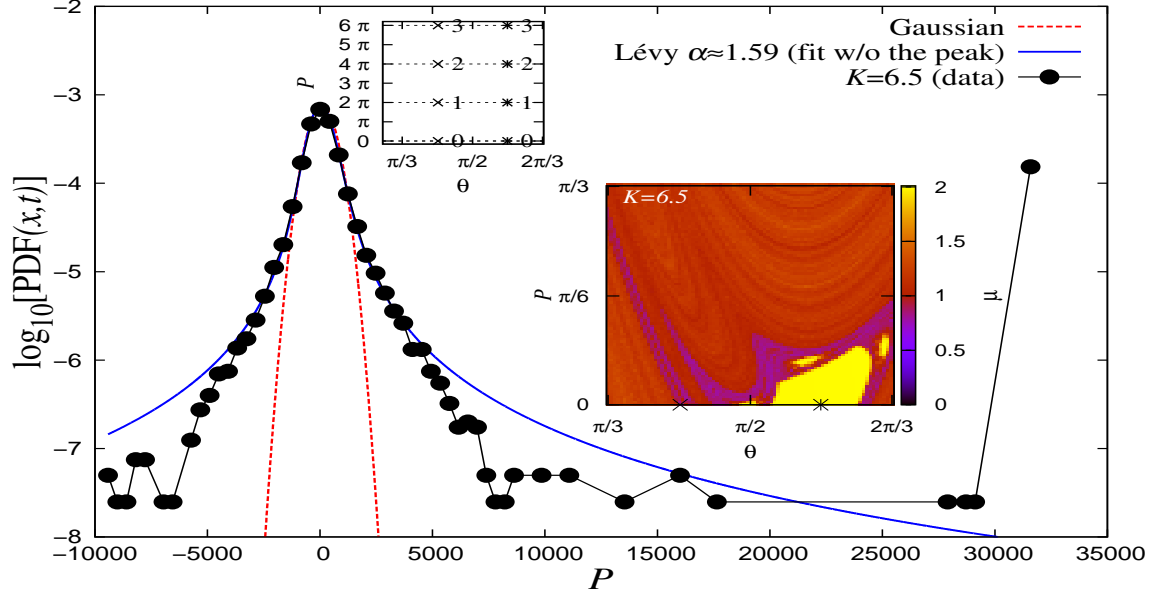 log10[PDF(x,t)]
−2
−3
−4
−5
−6
−7
−8
−10000 −5000 0 5000 10000 15000 20000 25000 30000 35000
P
Gaussian
Lévy α≈1.59 (fit w/o the peak)
K=6.5 (data)
P
6 π
5 π
4 π
3 π
2 π
π
0
3 3
2 2
1 1
0 0
π/3 π/2 2π/3
θ
K=6.5
P
π/3
π/6
0
π/3 π/2 2π/3
θ
2
1.5
1
0.5
0
μ